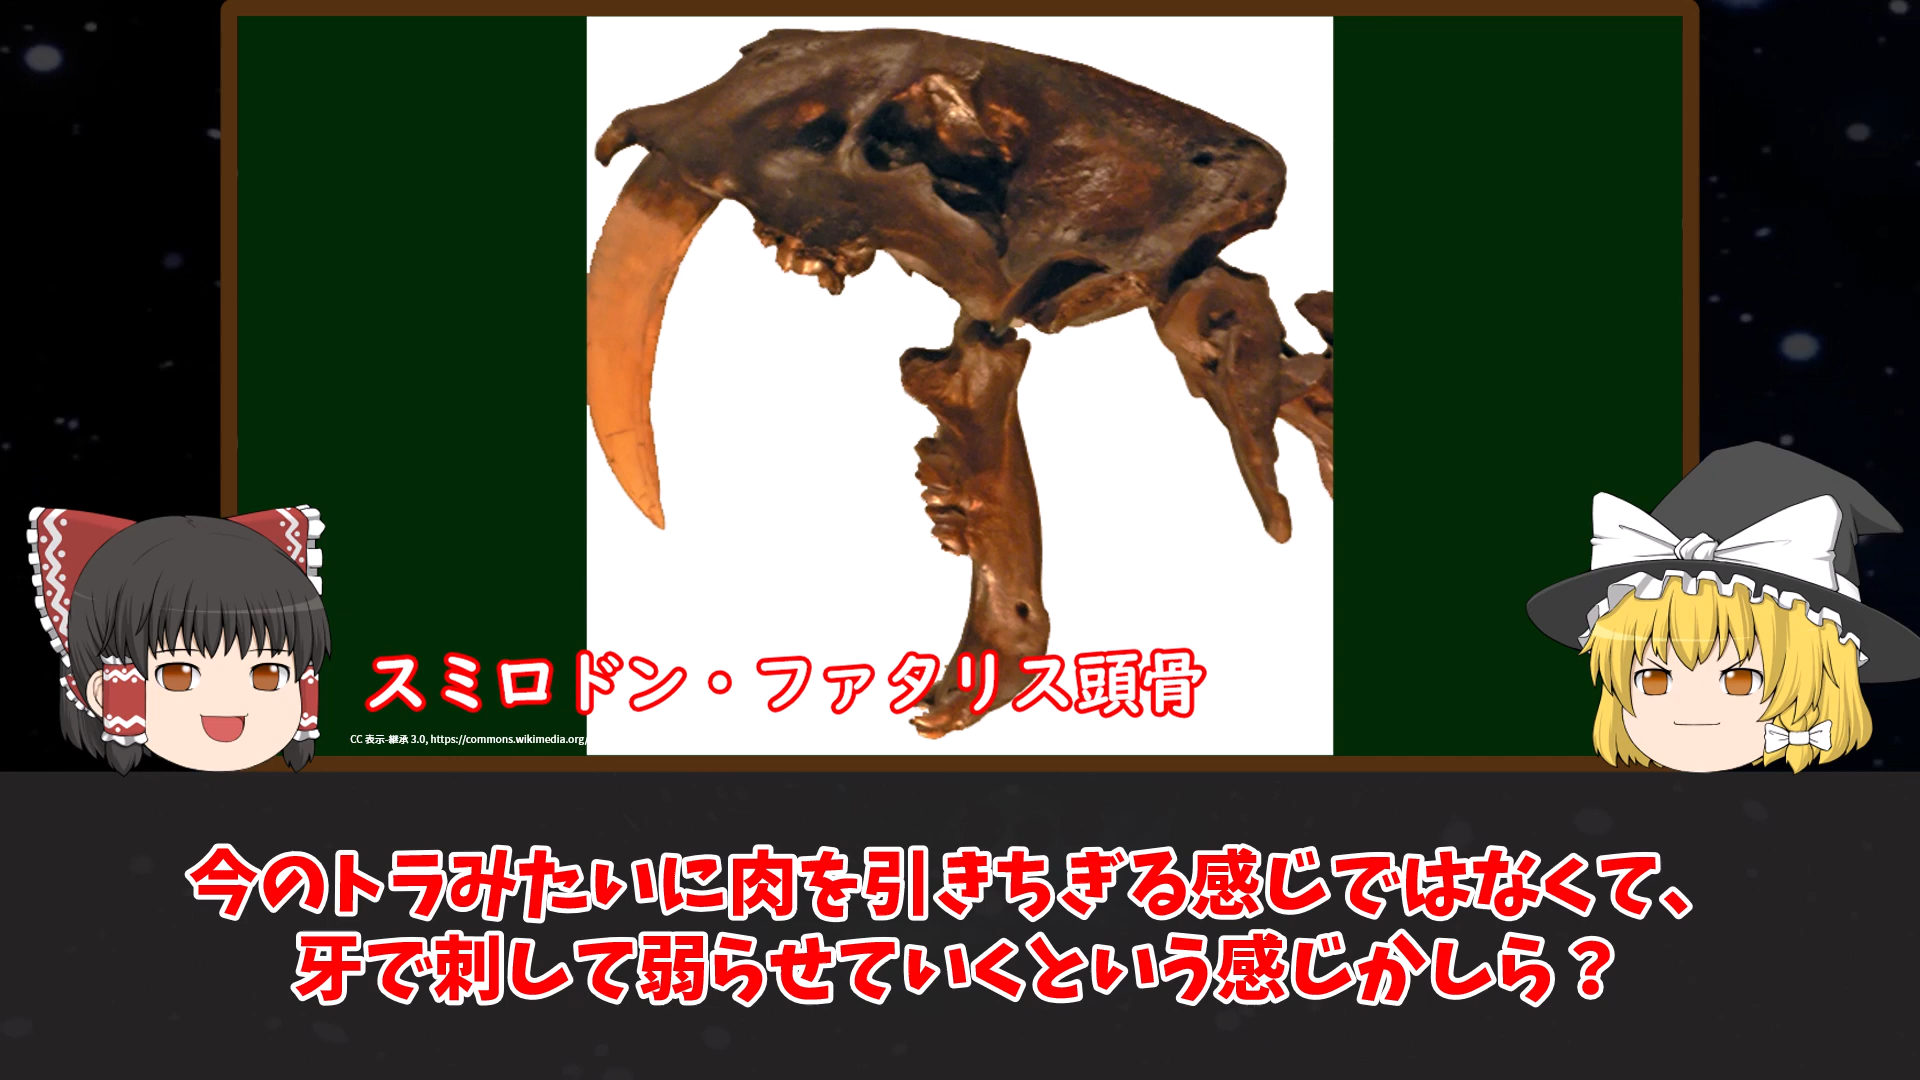 スミロドン・ファタリス頭骨
CC 表示-継承 3.0, https://commons.wikimedia.org/
今のトラみたいに肉を引きちぎる感じではなくて、
牙で刺して弱らせていくという感じかしら？